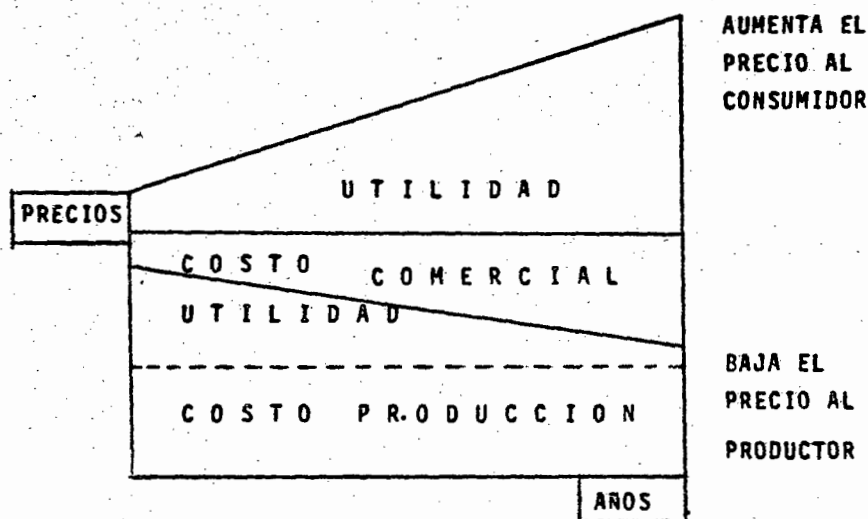 AUMENTA EL
PRECIO AL
CONSUMIDOR
UTILIDAD
PRECIOS
COSTO COMERCIAL
UTILIDAD
BAJA EL
PRECIO AL
PRODUCTOR
COSTO PRODUCCION
AÑOS